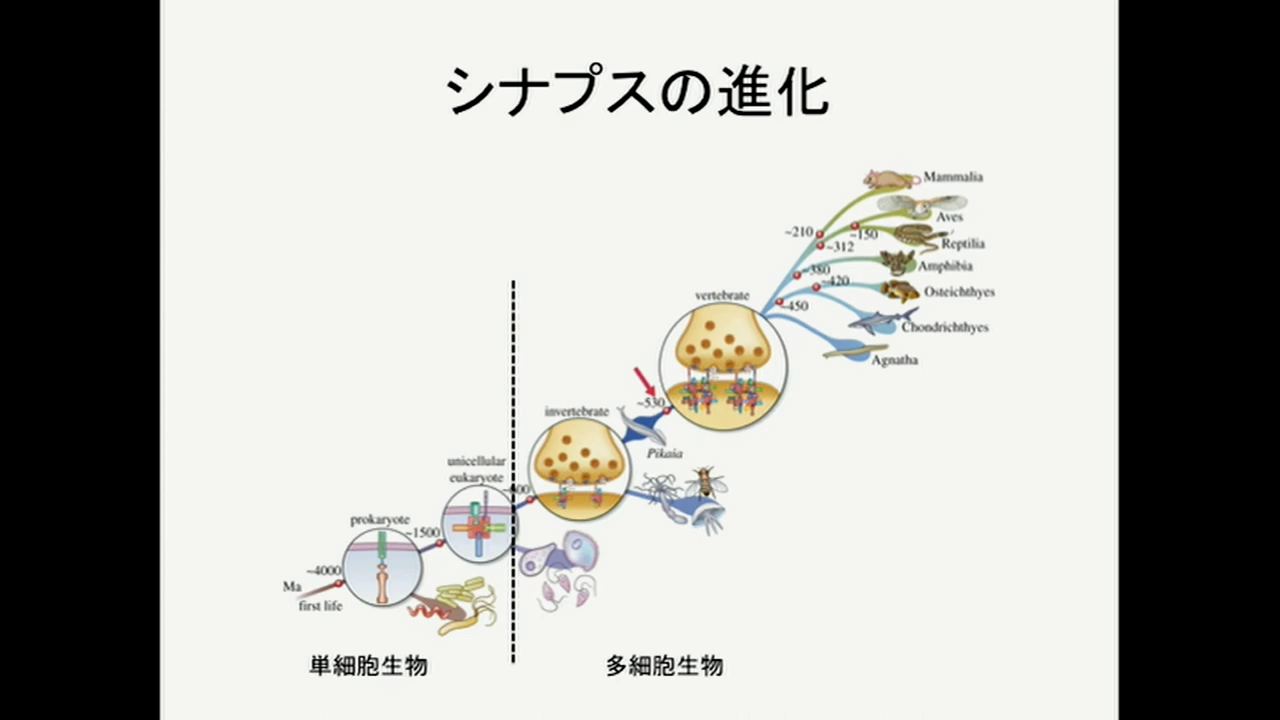 シナプスの進化
Mammalia
Aves
~210
~150
~312
Reptilia
~380
Amphibia
~420
Osteichthyes
vertebrate
~450
Chondrichthyes
Agnatha
~530
invertebrate
Pikaia
unicellular
eukaryote
prokaryote
~1500
~4000
Ma
first life
単細胞生物
多細胞生物